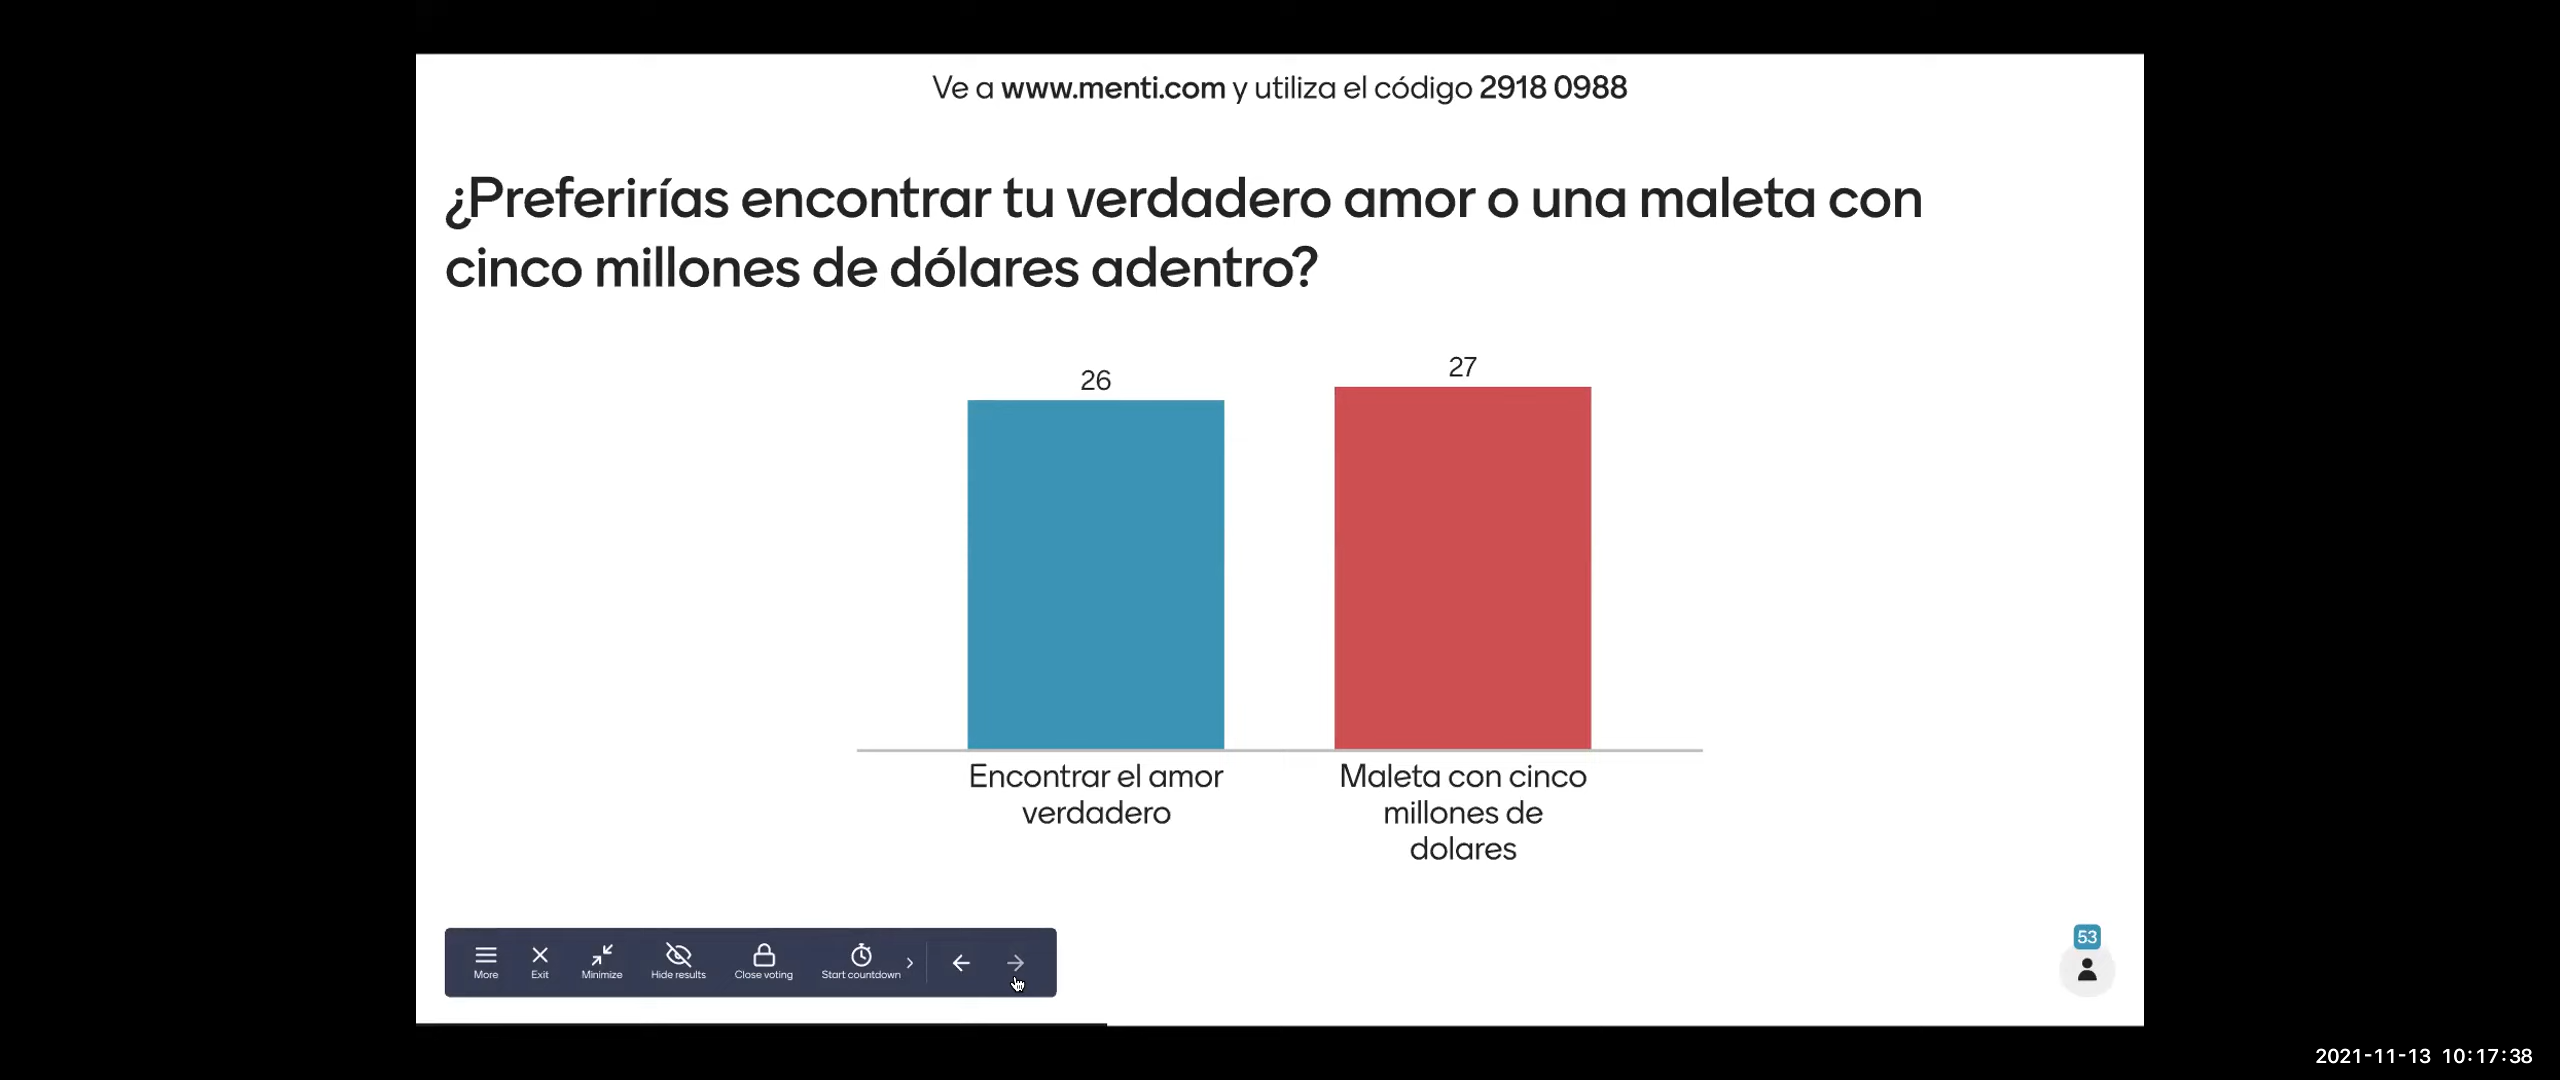 Ve a www.menti.com y utiliza el código 2918 0988
¿Preferirías encontrar tu verdadero amor o una maleta con
cinco millones de dólares adentro?
26
27
Encontrar el amor
verdadero
Maleta con cinco
millones de
dolares
More
Exit
Minimize
Hide results
Close voting
Start countdown
53
2021-11-13 10:17:38